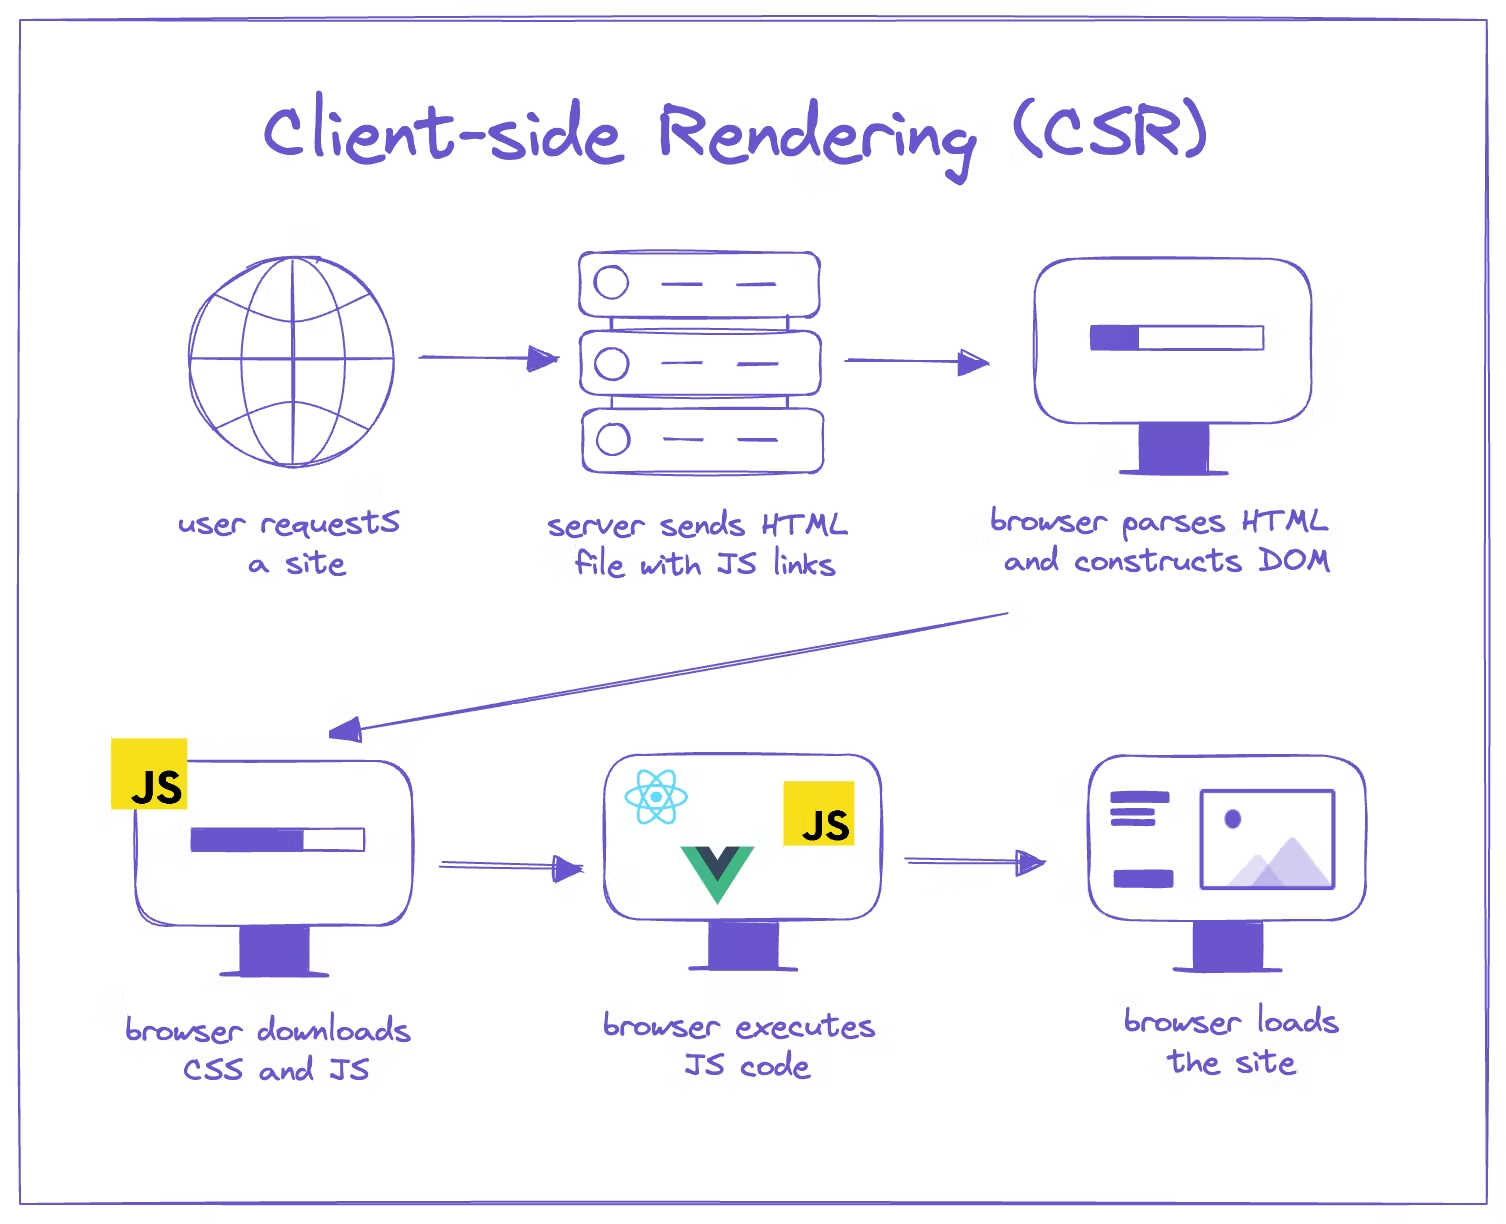 Client-side Rendering (CSR)
user requests
a site
server sends HTML
file with JS links
browser parses HTML
and constructs DOM
JS
browser downloads
CSS and JS
JS
browser executes
JS code
browser loads
the site